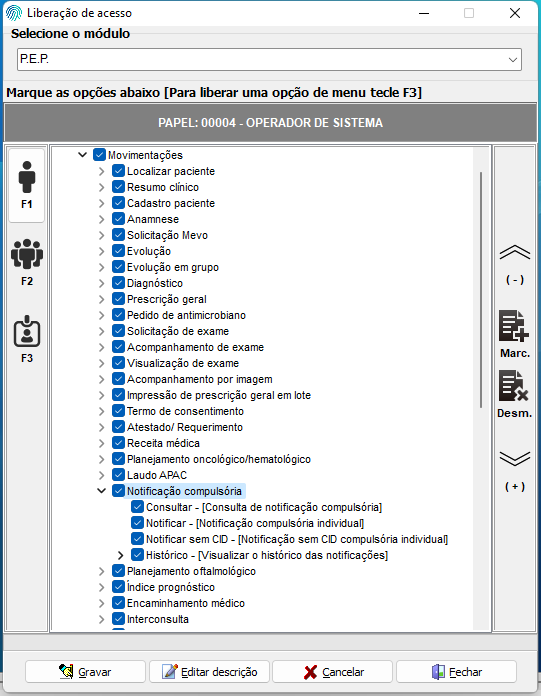 Liberação de acesso
Selecione o módulo
P.E.P.
Marque as opções abaixo [Para liberar uma opção de menu tecle F3]
PAPEL: 00004 - OPERADOR DE SISTEMA
F1
F2
F3
Movimentações
Localizar paciente
Resumo clínico
Cadastro paciente
Anamnese
Solicitação Mevo
Evolução
Evolução em grupo
Diagnóstico
Prescrição geral
Pedido de antimicrobiano
Solicitação de exame
Acompanhamento de exame
Visualização de exame
Acompanhamento por imagem
Impressão de prescrição geral em lote
Termo de consentimento
Atestado/ Requerimento
Receita médica
Planejamento oncológico/hematológico
Laudo APAC
Notificação compulsória
Consultar - [Consulta de notificação compulsória]
Notificar - [Notificação compulsória individual]
Notificar sem CID - [Notificação sem CID compulsória individual]
Histórico - [Visualizar o histórico das notificações]
Planejamento oftalmológico
Índice prognóstico
Encaminhamento médico
Interconsulta
( - )
Marc.
Desm.
( + )
Gravar
Editar descrição
Cancelar
Fechar